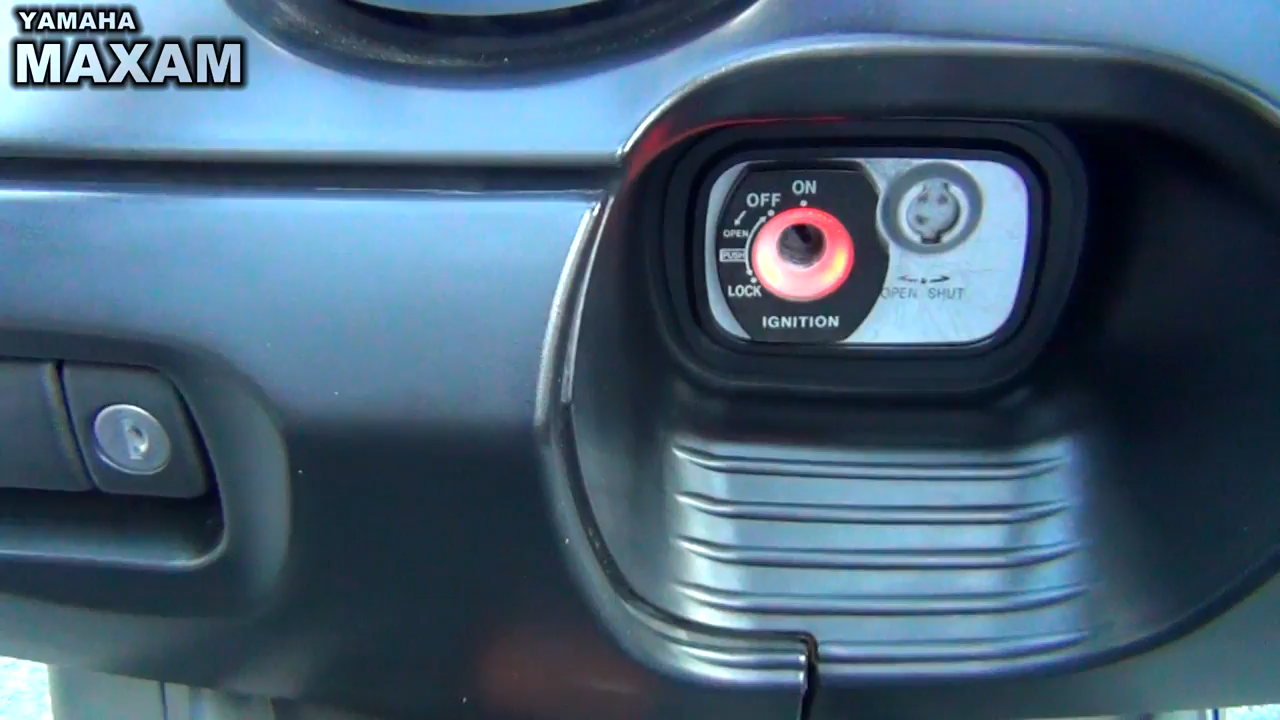 YAMAHA
MAXAM
ON
OFF
OPEN
PUSH
LOCK
IGNITION
OPEN SHUT